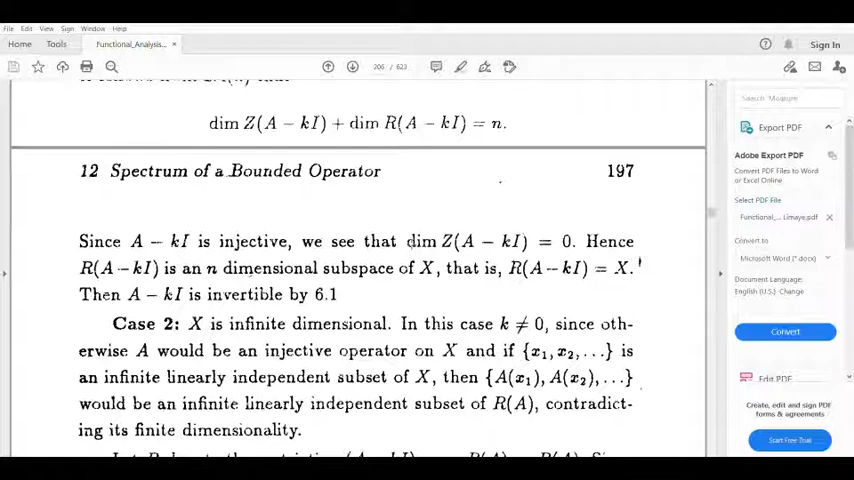 File Edit View Sign Window Help
Home Tools Functional_Analysis... ×
Sign In
206 / 623
dim Z(A − kI) + dim R(A − kI) = n.
12 Spectrum of a Bounded Operator 197
Since A − kI is injective, we see that dim Z(A − kI) = 0. Hence
R(A − kI) is an n dimensional subspace of X, that is, R(A − kI) = X.
Then A − kI is invertible by 6.1
Case 2: X is infinite dimensional. In this case k ≠ 0, since oth-
erwise A would be an injective operator on X and if {x₁, x₂, ...} is
an infinite linearly independent subset of X, then {A(x₁), A(x₂), ...}
would be an infinite linearly independent subset of R(A), contradict-
ing its finite dimensionality.
Search 'Measure
Export PDF
Adobe Export PDF
Convert PDF Files to Word
or Excel Online
Select PDF File
Functional_... Limaye.pdf ×
Convert to
Microsoft Word (*.docx)
Document Language:
English (U.S.) Change
Convert
Edit PDF
Create, edit and sign PDF
forms & agreements
Start Free Trial